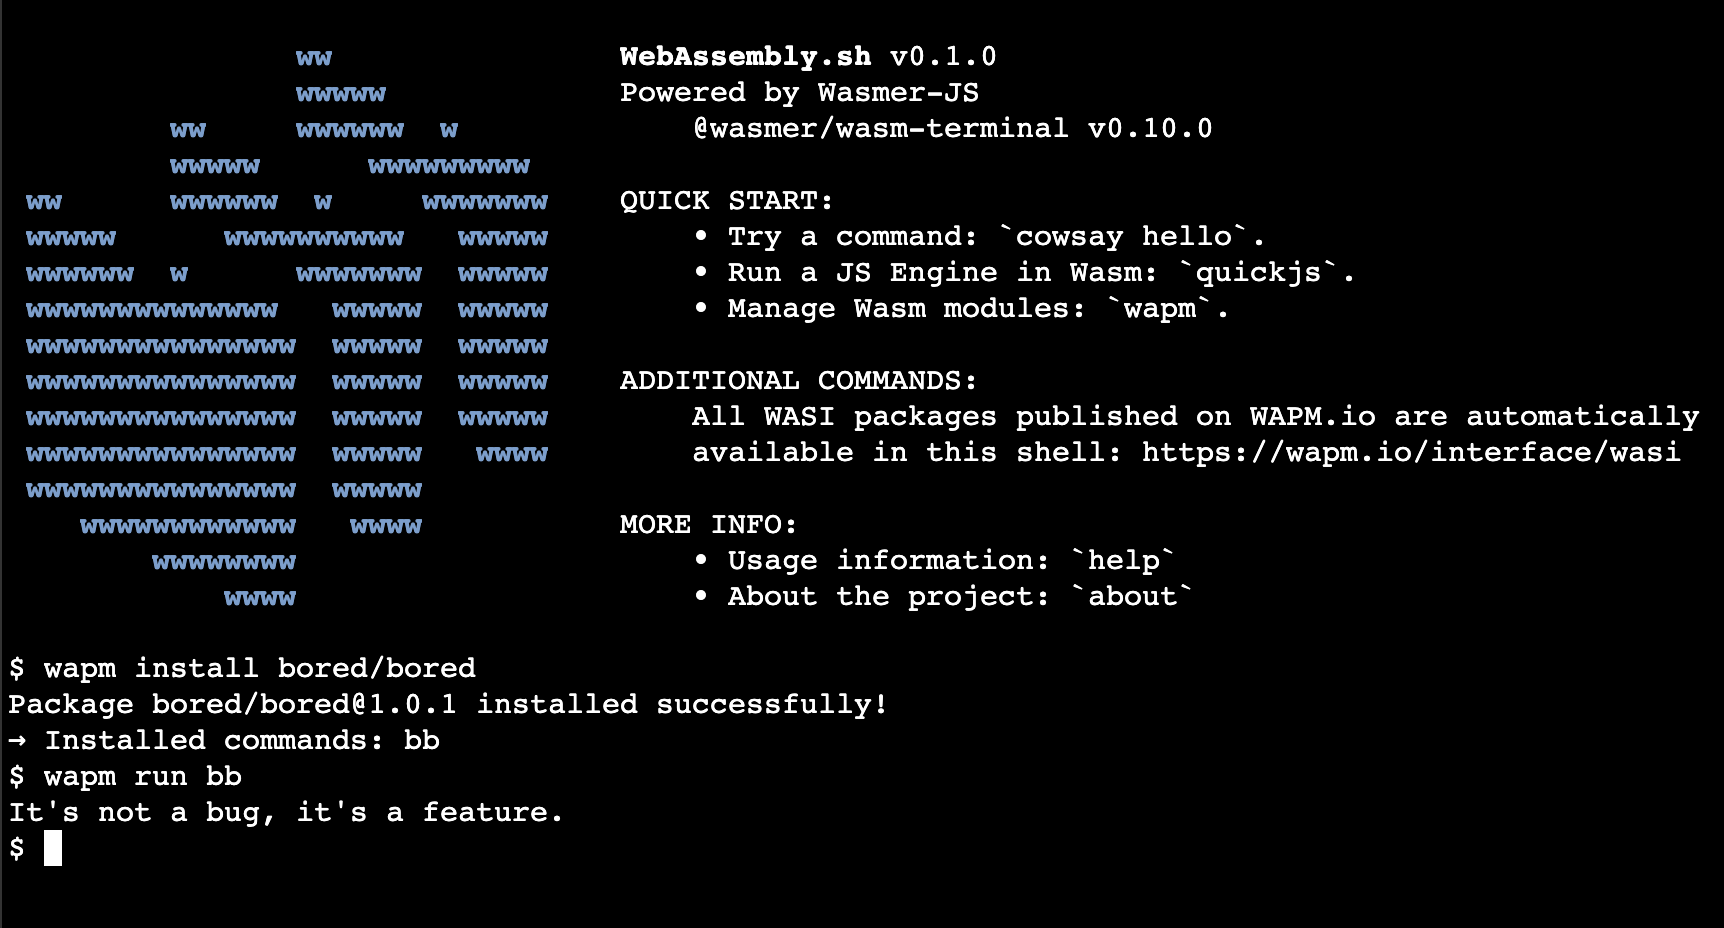 ww
wwwww
ww     wwwwww  w
wwwww      wwwwwwwww
ww      wwwwww  w     wwwwwww
wwwww      wwwwwwwwww   wwwww
wwwwww  w      wwwwwww  wwwww
wwwwwwwwwwwwww   wwwww  wwwww
wwwwwwwwwwwwwww  wwwww  wwwww
wwwwwwwwwwwwwww  wwwww  wwwww
wwwwwwwwwwwwwww  wwwww  wwwww
wwwwwwwwwwwwwww  wwwww   wwww
wwwwwwwwwwwwwww  wwwww
wwwwwwwwwwww   wwww
wwwwwwww
wwww
WebAssembly.sh v0.1.0
Powered by Wasmer-JS
@wasmer/wasm-terminal v0.10.0
QUICK START:
• Try a command: `cowsay hello`.
• Run a JS Engine in Wasm: `quickjs`.
• Manage Wasm modules: `wapm`.
ADDITIONAL COMMANDS:
All WASI packages published on WAPM.io are automatically
available in this shell: https://wapm.io/interface/wasi
MORE INFO:
• Usage information: `help`
• About the project: `about`
$ wapm install bored/bored
Package bored/bored@1.0.1 installed successfully!
→ Installed commands: bb
$ wapm run bb
It's not a bug, it's a feature.
$